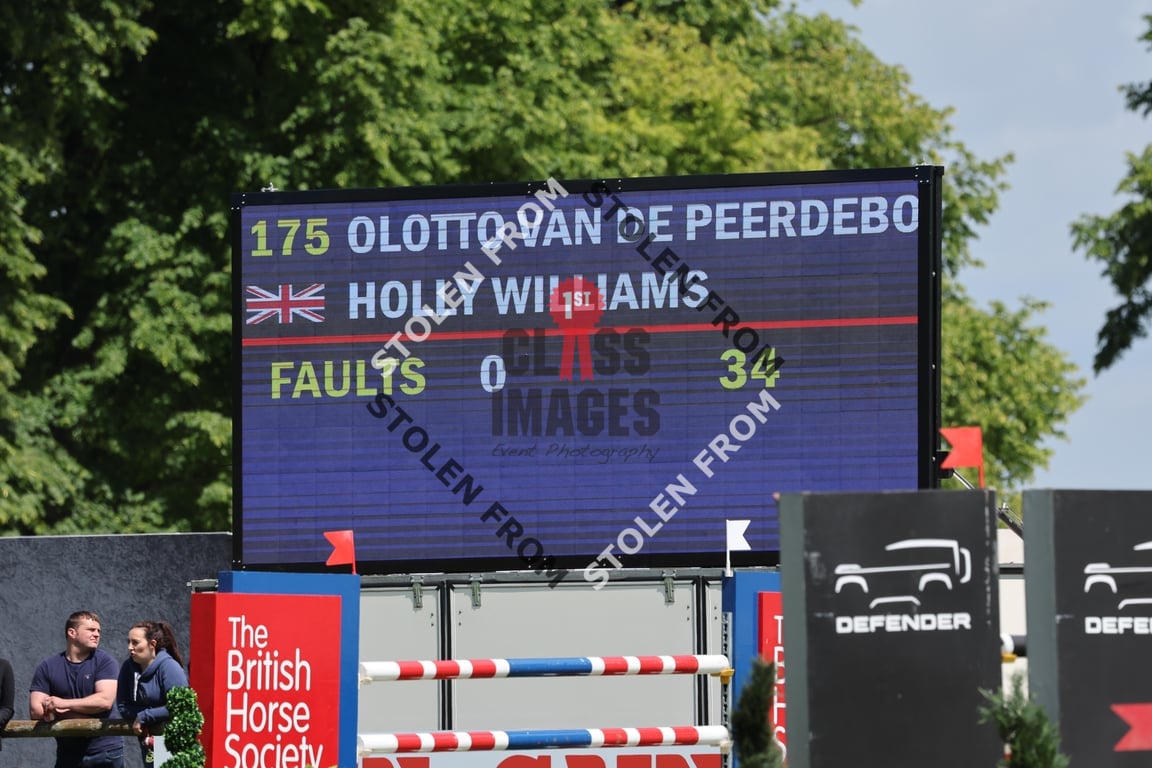 175 OLOTTO VAN DE PEERDEBO
HOLLY WILLIAMS
FAULTS 0 34
1ST
CLASS
IMAGES
Event Photography
STOLEN FROM
STOLEN FROM
STOLEN FROM
STOLEN FROM
The
British
Horse
Society
DEFENDER